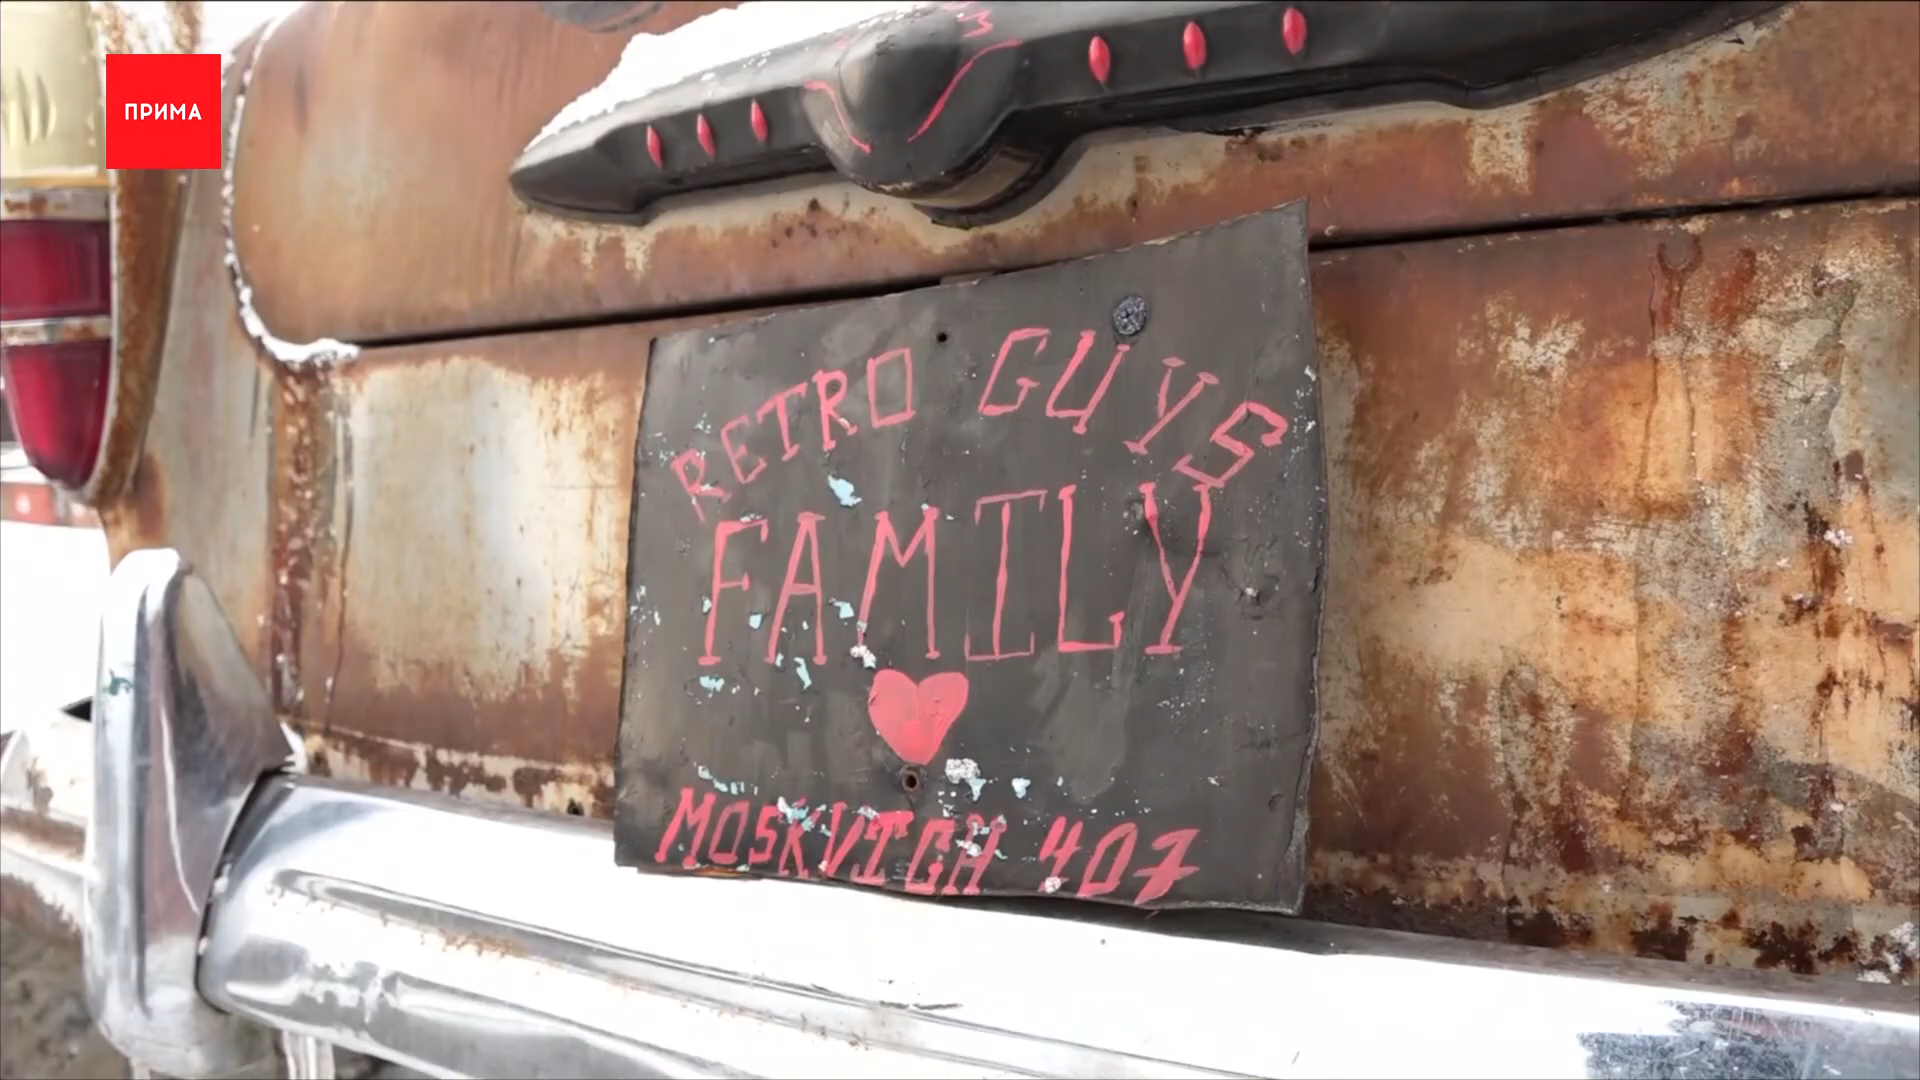 ПРИМА
RETRO GUYS
FAMILY
MOSKVICH 407